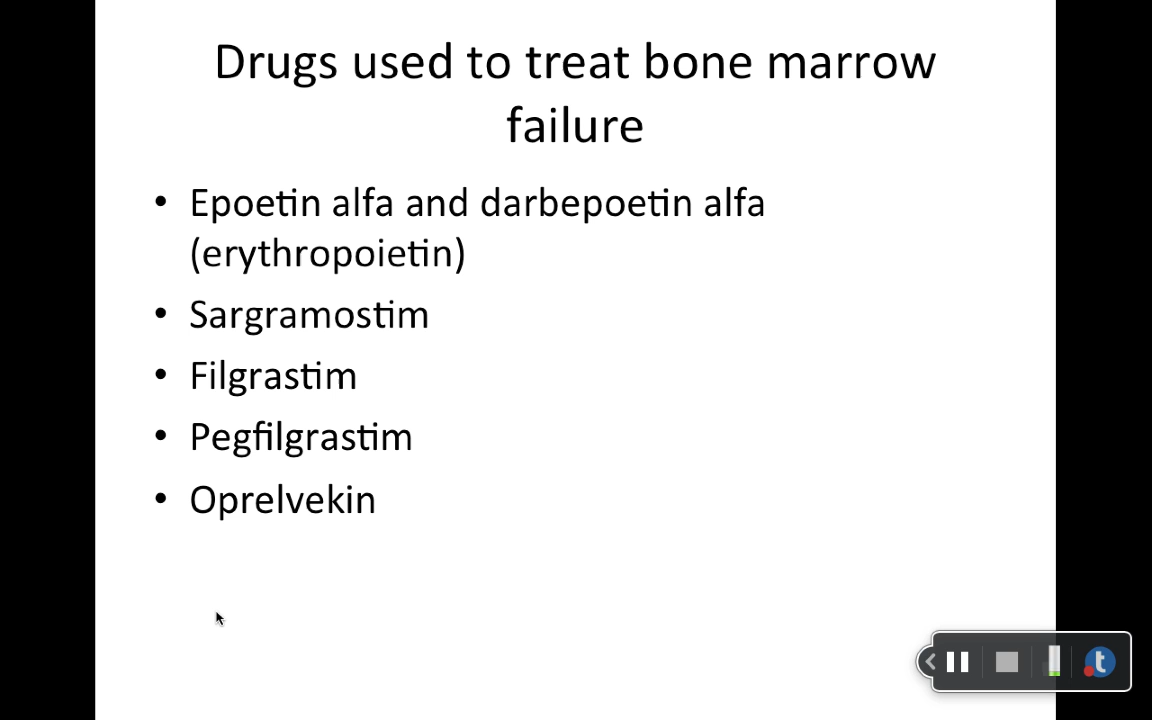 Drugs used to treat bone marrow
failure
• Epoetin alfa and darbepoetin alfa
(erythropoietin)
• Sargramostim
• Filgrastim
• Pegfilgrastim
• Oprelvekin
t